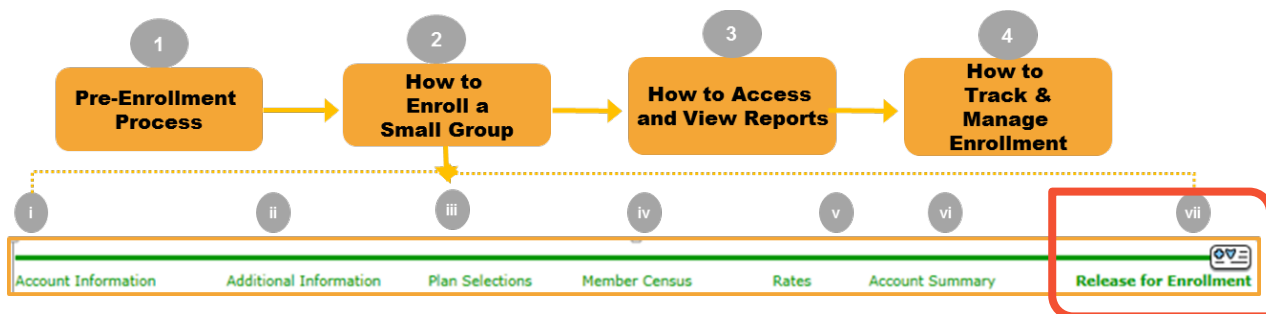 1
2
3
4
Pre-Enrollment
Process
How to
Enroll a
Small Group
How to Access
and View Reports
How to
Track &
Manage
Enrollment
i
ii
iii
iv
v
vi
vii
Account Information
Additional Information
Plan Selections
Member Census
Rates
Account Summary
Release for Enrollment